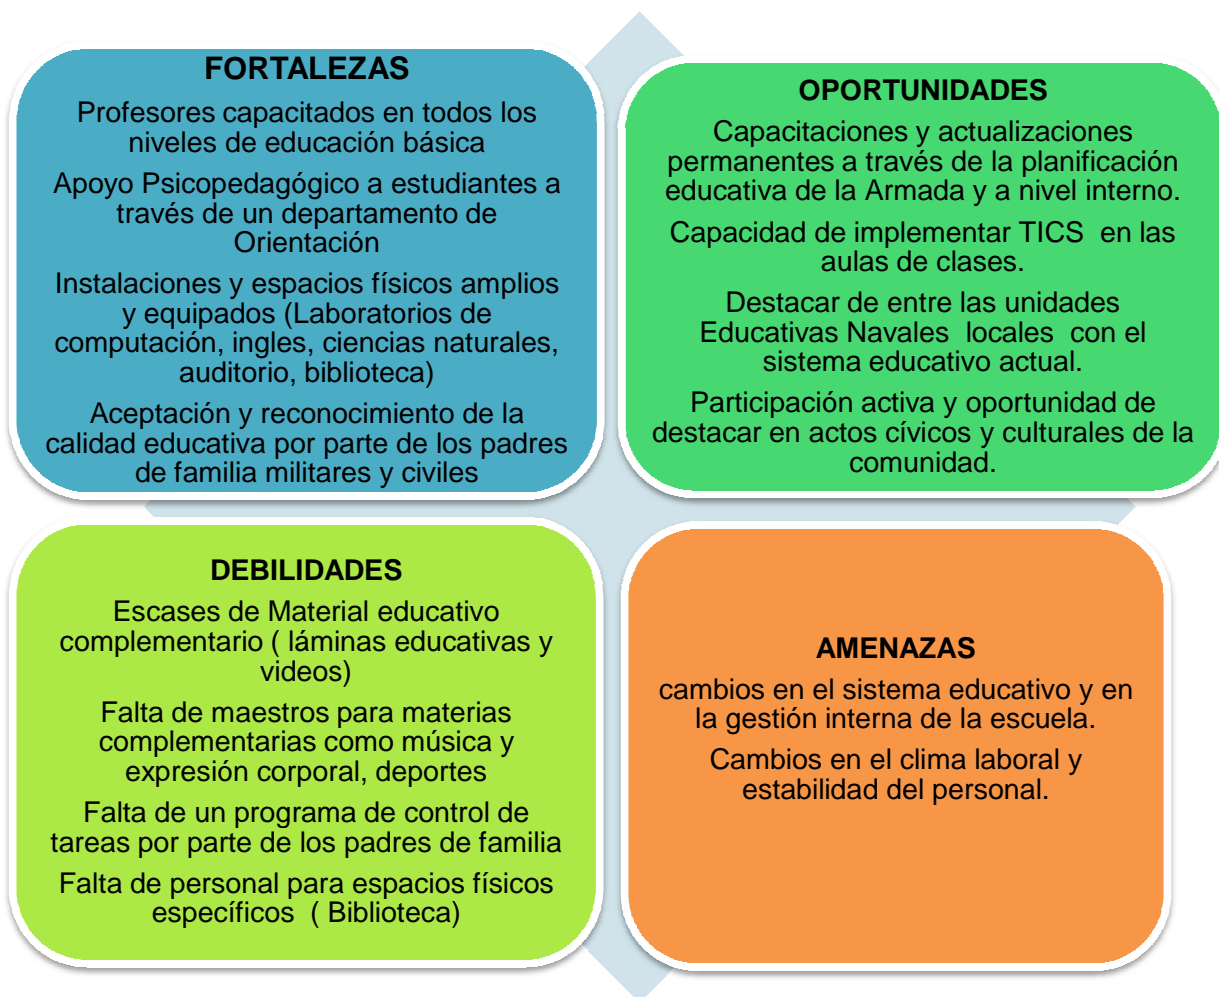 FORTALEZAS
Profesores capacitados en todos los
niveles de educación básica
Apoyo Psicopedagógico a estudiantes a
través de un departamento de
Orientación
Instalaciones y espacios físicos amplios
y equipados (Laboratorios de
computación, ingles, ciencias naturales,
auditorio, biblioteca)
Aceptación y reconocimiento de la
calidad educativa por parte de los padres
de familia militares y civiles
OPORTUNIDADES
Capacitaciones y actualizaciones
permanentes a través de la planificación
educativa de la Armada y a nivel interno.
Capacidad de implementar TICS en las
aulas de clases.
Destacar de entre las unidades
Educativas Navales locales con el
sistema educativo actual.
Participación activa y oportunidad de
destacar en actos cívicos y culturales de la
comunidad.
DEBILIDADES
Escases de Material educativo
complementario ( láminas educativas y
videos)
Falta de maestros para materias
complementarias como música y
expresión corporal, deportes
Falta de un programa de control de
tareas por parte de los padres de familia
Falta de personal para espacios físicos
específicos ( Biblioteca)
AMENAZAS
cambios en el sistema educativo y en
la gestión interna de la escuela.
Cambios en el clima laboral y
estabilidad del personal.